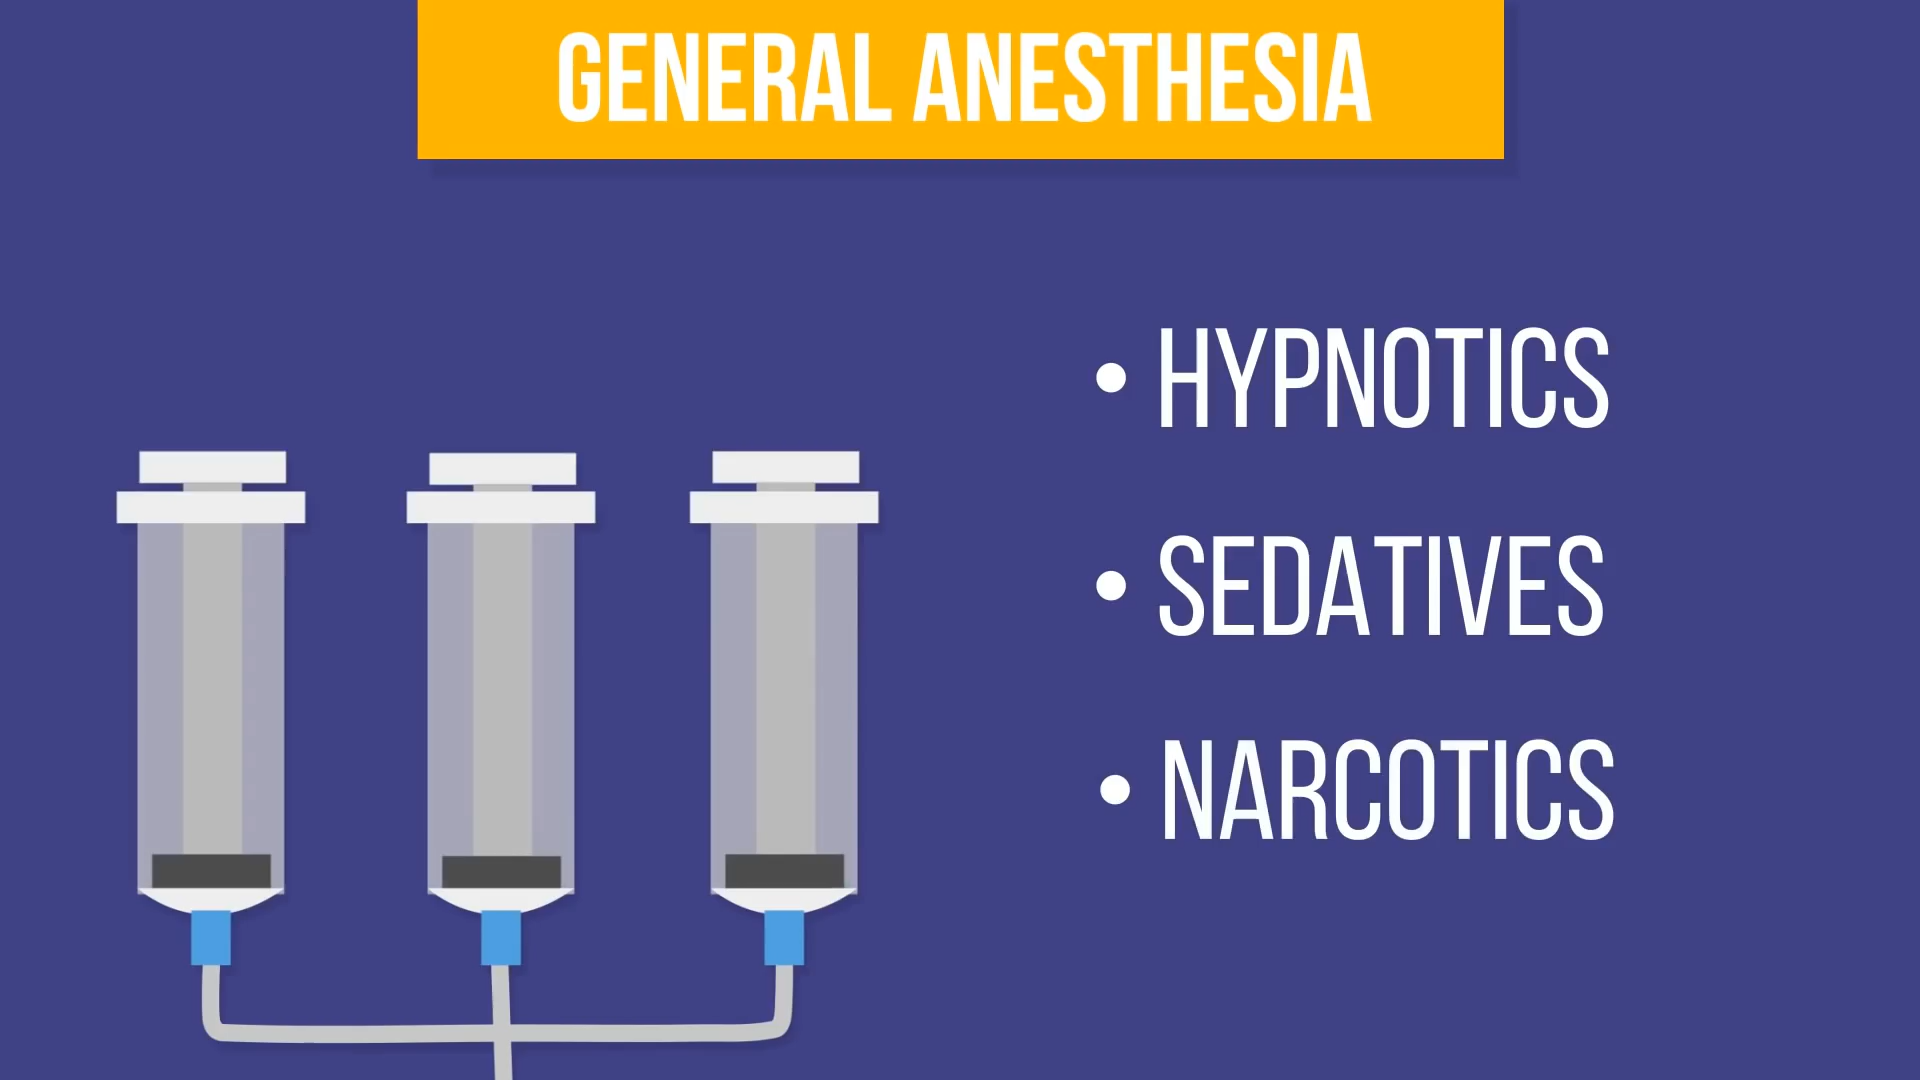 GENERAL ANESTHESIA
• HYPNOTICS
• SEDATIVES
• NARCOTICS